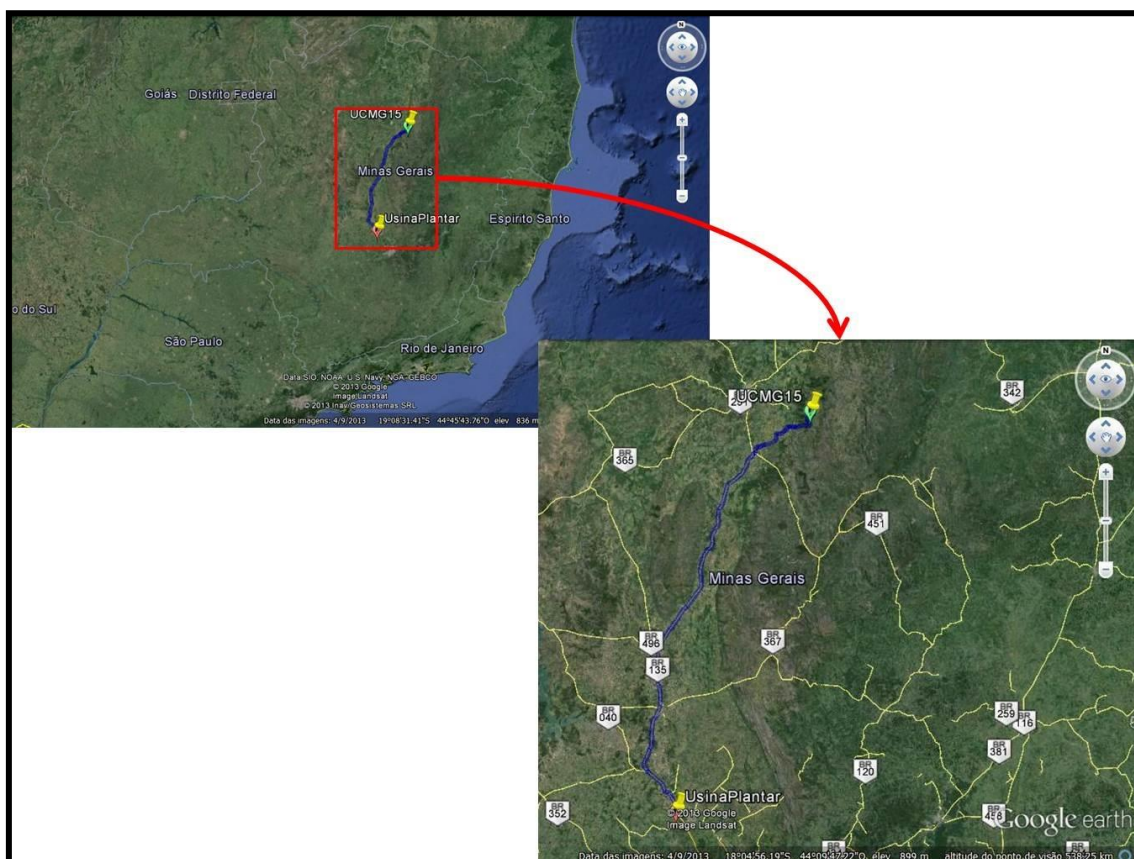 N
Goiás Distrito Federal
UCMG15
Minas Gerais
UsinaPlantar
Espirito Santo
o do Sul
São Paulo
Rio de Janeiro
Data SIO, NOAA, U.S. Navy, NGA, GEBCO
© 2013 Google
Image Landsat
© 2013 Inav/Geosistemas SRL
Data das imagens: 4/9/2013 19°08'31.41"S 44°45'43.76"O elev 836 m
N
BR
342
UCMG15
BR
365
BR
451
Minas Gerais
BR
496
BR
367
BR
135
BR
040
BR
259
BR
116
BR
381
BR
120
UsinaPlantar
© 2013 Google
Image Landsat
BR
352
BR
458
Google earth
Data das imagens: 4/9/2013 18°04'56.19"S 44°09'47.22"O elev 899 m altitude do ponto de visão 538.25 km